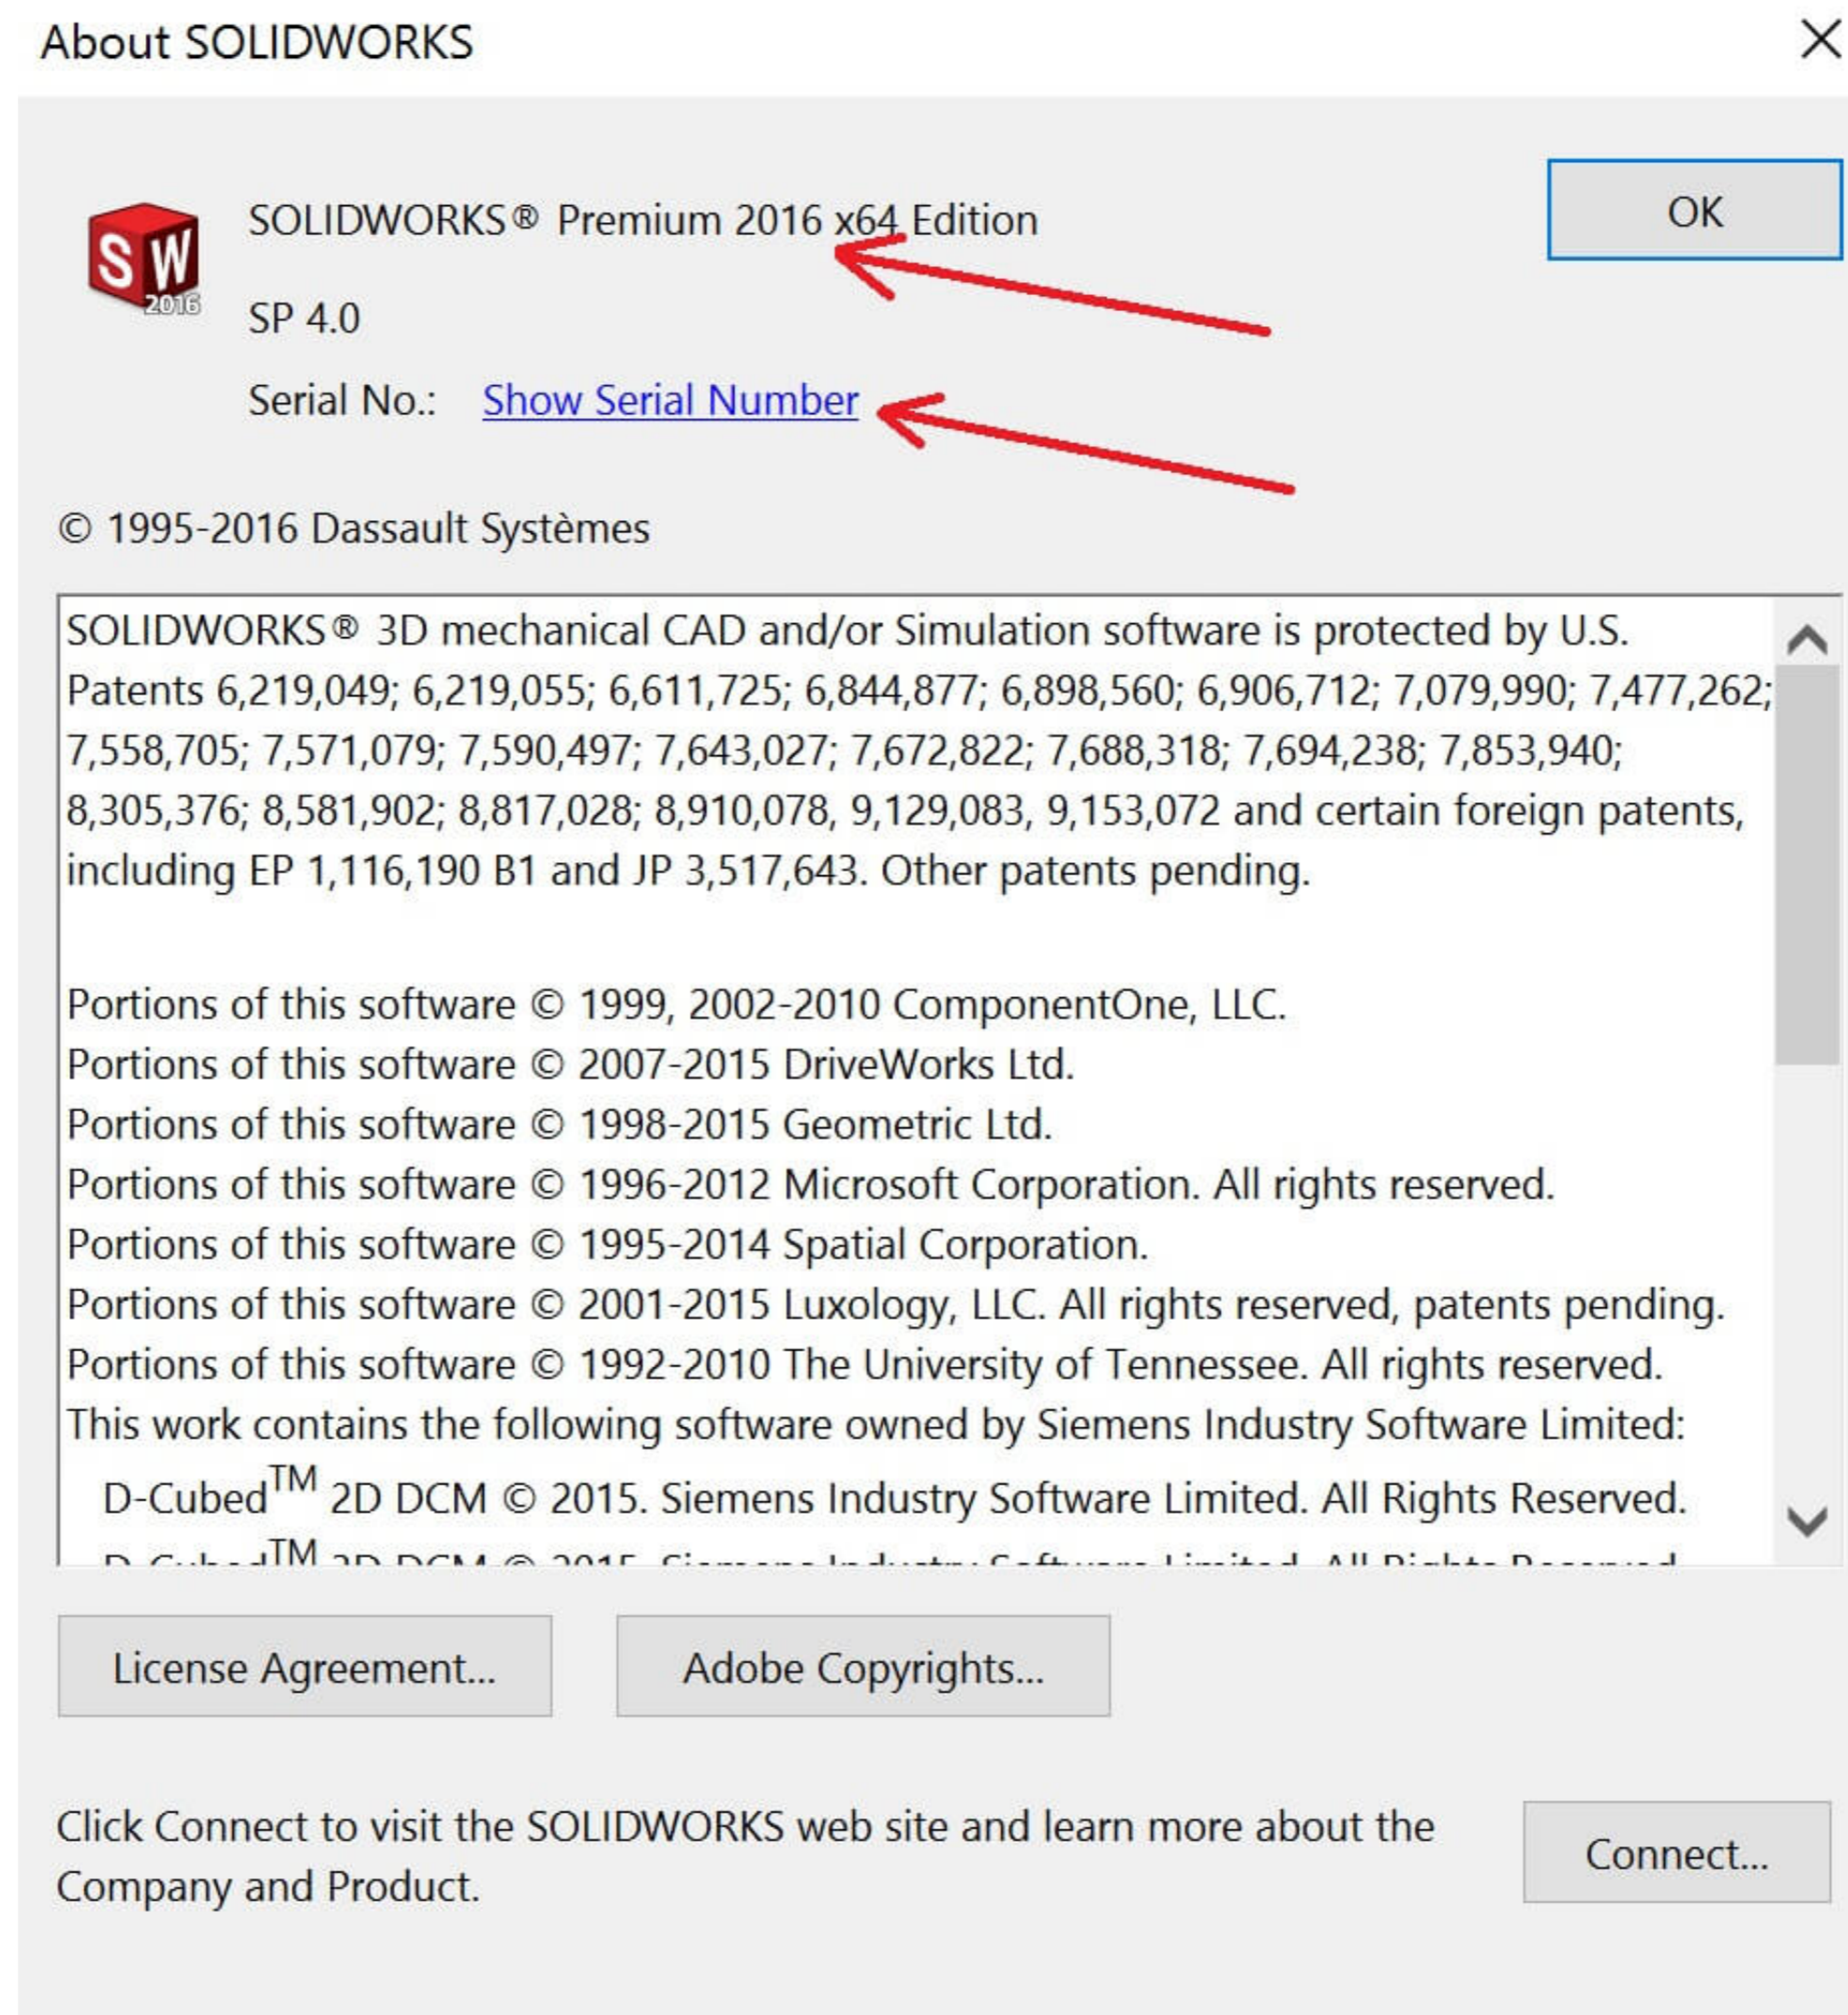 About SOLIDWORKS
SOLIDWORKS® Premium 2016 x64 Edition
OK
SW
2016
SP 4.0
Serial No.: Show Serial Number
© 1995-2016 Dassault Systèmes
SOLIDWORKS® 3D mechanical CAD and/or Simulation software is protected by U.S.
Patents 6,219,049; 6,219,055; 6,611,725; 6,844,877; 6,898,560; 6,906,712; 7,079,990; 7,477,262;
7,558,705; 7,571,079; 7,590,497; 7,643,027; 7,672,822; 7,688,318; 7,694,238; 7,853,940;
8,305,376; 8,581,902; 8,817,028; 8,910,078, 9,129,083, 9,153,072 and certain foreign patents,
including EP 1,116,190 B1 and JP 3,517,643. Other patents pending.
Portions of this software © 1999, 2002-2010 ComponentOne, LLC.
Portions of this software © 2007-2015 DriveWorks Ltd.
Portions of this software © 1998-2015 Geometric Ltd.
Portions of this software © 1996-2012 Microsoft Corporation. All rights reserved.
Portions of this software © 1995-2014 Spatial Corporation.
Portions of this software © 2001-2015 Luxology, LLC. All rights reserved, patents pending.
Portions of this software © 1992-2010 The University of Tennessee. All rights reserved.
This work contains the following software owned by Siemens Industry Software Limited:
D-Cubed™ 2D DCM © 2015. Siemens Industry Software Limited. All Rights Reserved.
D-Cubed™ 3D DCM © 2015. Siemens Industry Software Limited. All Rights Reserved.
License Agreement...
Adobe Copyrights...
Click Connect to visit the SOLIDWORKS web site and learn more about the
Company and Product.
Connect...